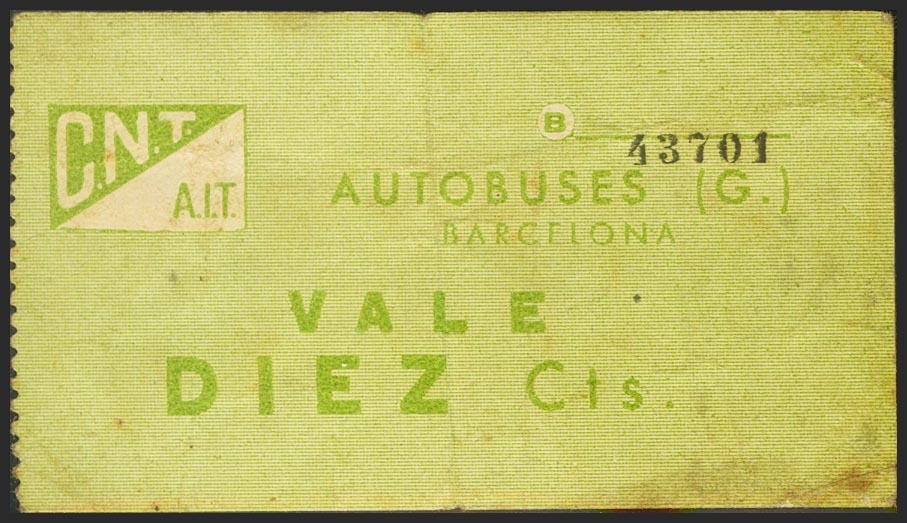 C.N.T.
A.I.T.
B
43701
AUTOBUSES (G.)
BARCELONA
VALE
DIEZ Cts.